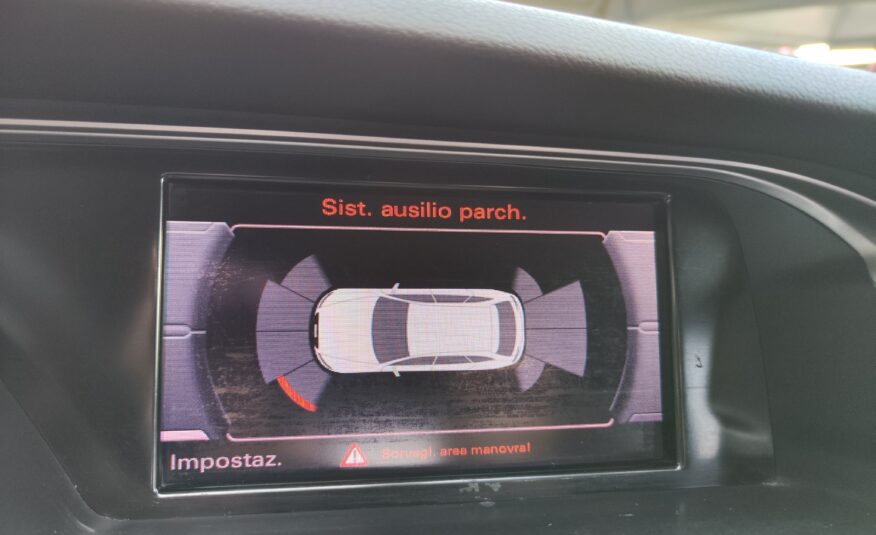 Sist. ausilio parch.
Impostaz.
Sorvegl. area manovra!